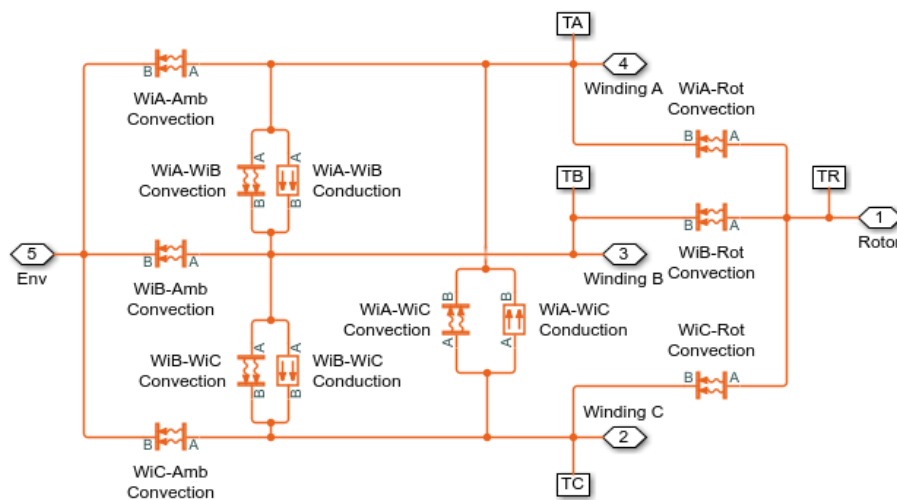 TA
B A
4
WiA-Amb
Convection
Winding A
WiA-Rot
Convection
B A
A A
WiA-WiB
Convection
WiA-WiB
Conduction
B B
TB
TR
5
Env
B A
WiB-Amb
Convection
3
Winding B
B A
WiB-Rot
Convection
1
Rotor
B B
WiA-WiC
Convection
WiA-WiC
Conduction
A A
A A
WiB-WiC
Convection
WiB-WiC
Conduction
B B
WiC-Rot
Convection
B A
Winding C
B A
2
WiC-Amb
Convection
TC